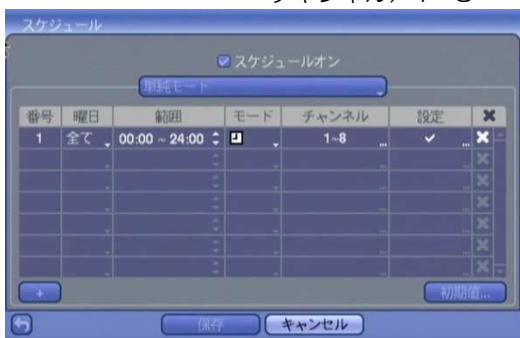 スケジュール
スケジュールオン
単純モード
番号 曜日 範囲 モード チャンネル 設定 ✖
1 全て 00:00 ~ 24:00 1~8 ✔ ... ✖
+ 初期値...
保存 キャンセル